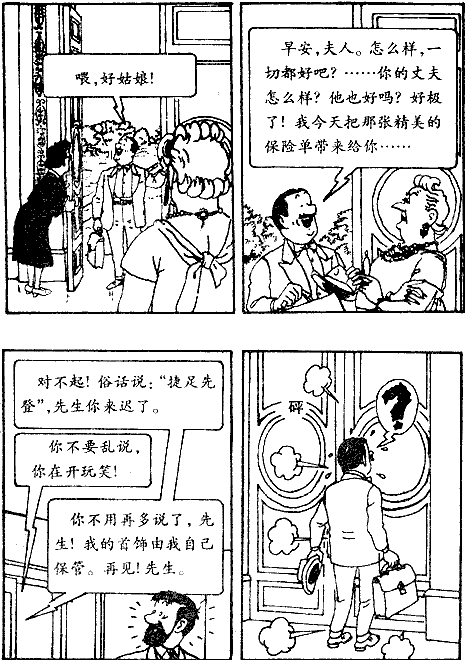 喂，好姑娘！
早安，夫人。怎么样，一
切都好吧？……你的丈夫
怎么样？他也好吗？好极
了！我今天把那张精美的
保险单带来给你……
对不起！俗话说：“捷足先
登”，先生你来迟了。
你不要乱说，
你在开玩笑！
你不用再多说了，先
生！我的首饰由我自己
保管。再见！先生。
砰
?